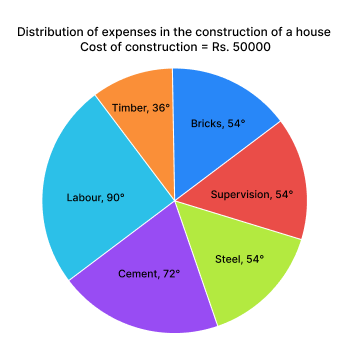 Distribution of expenses in the construction of a house
Cost of construction = Rs. 50000
Timber, 36°
Bricks, 54°
Labour, 90°
Supervision, 54°
Steel, 54°
Cement, 72°